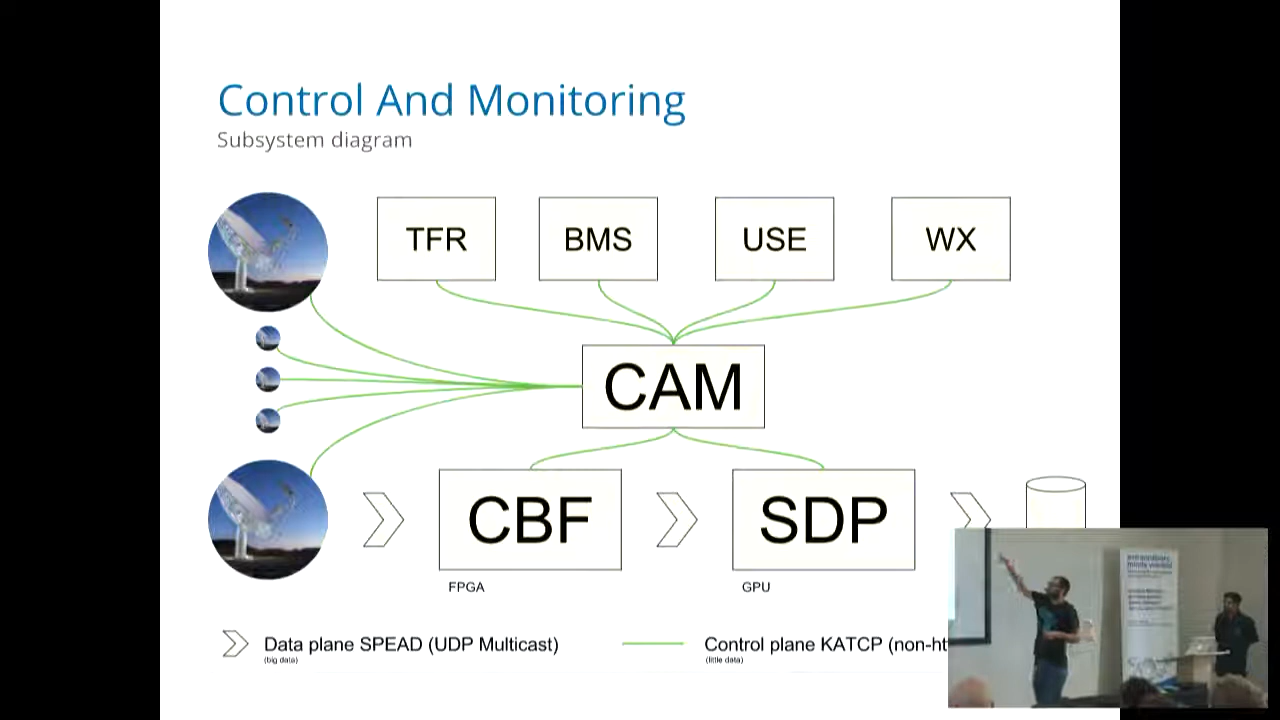 Control And Monitoring
Subsystem diagram
TFR
BMS
USE
WX
CAM
CBF
SDP
FPGA
GPU
Data plane SPEAD (UDP Multicast)
(big data)
Control plane KATCP (non-ht
(little data)